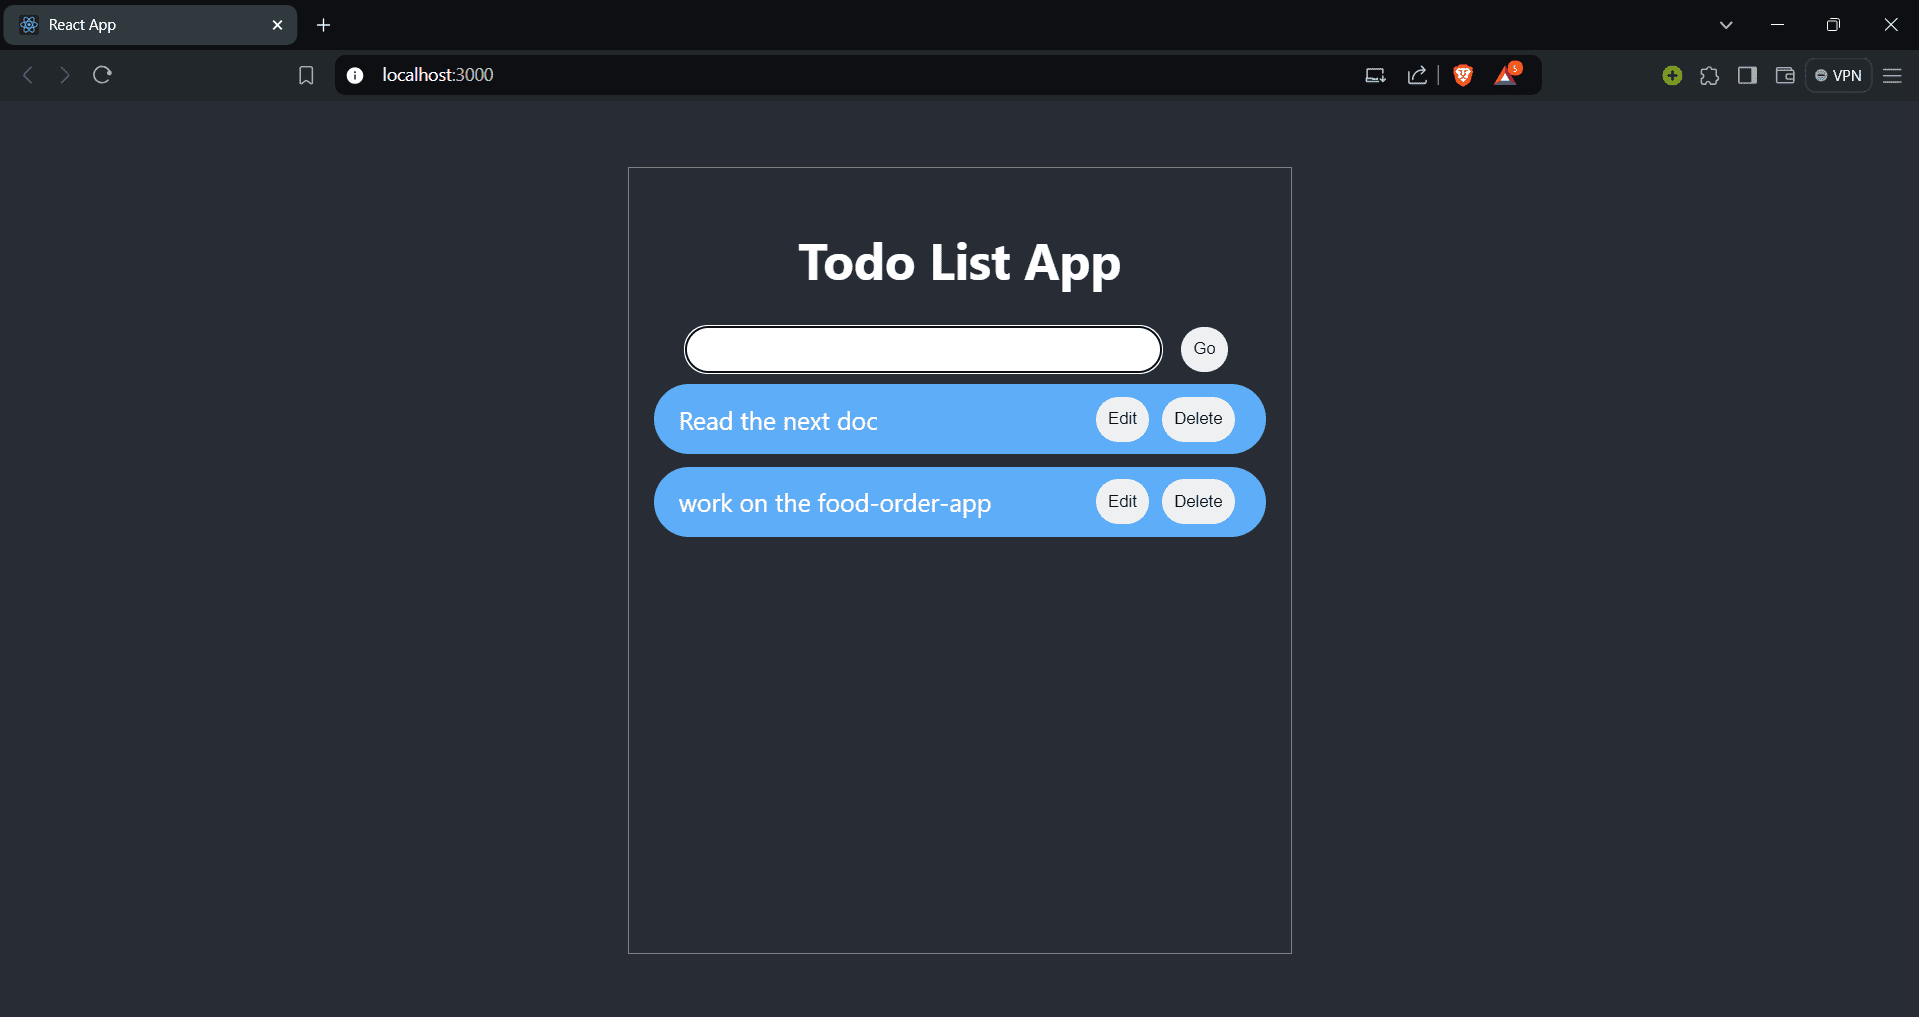 React App
localhost:3000
5
VPN
Todo List App
Go
Read the next doc
Edit
Delete
work on the food-order-app
Edit
Delete